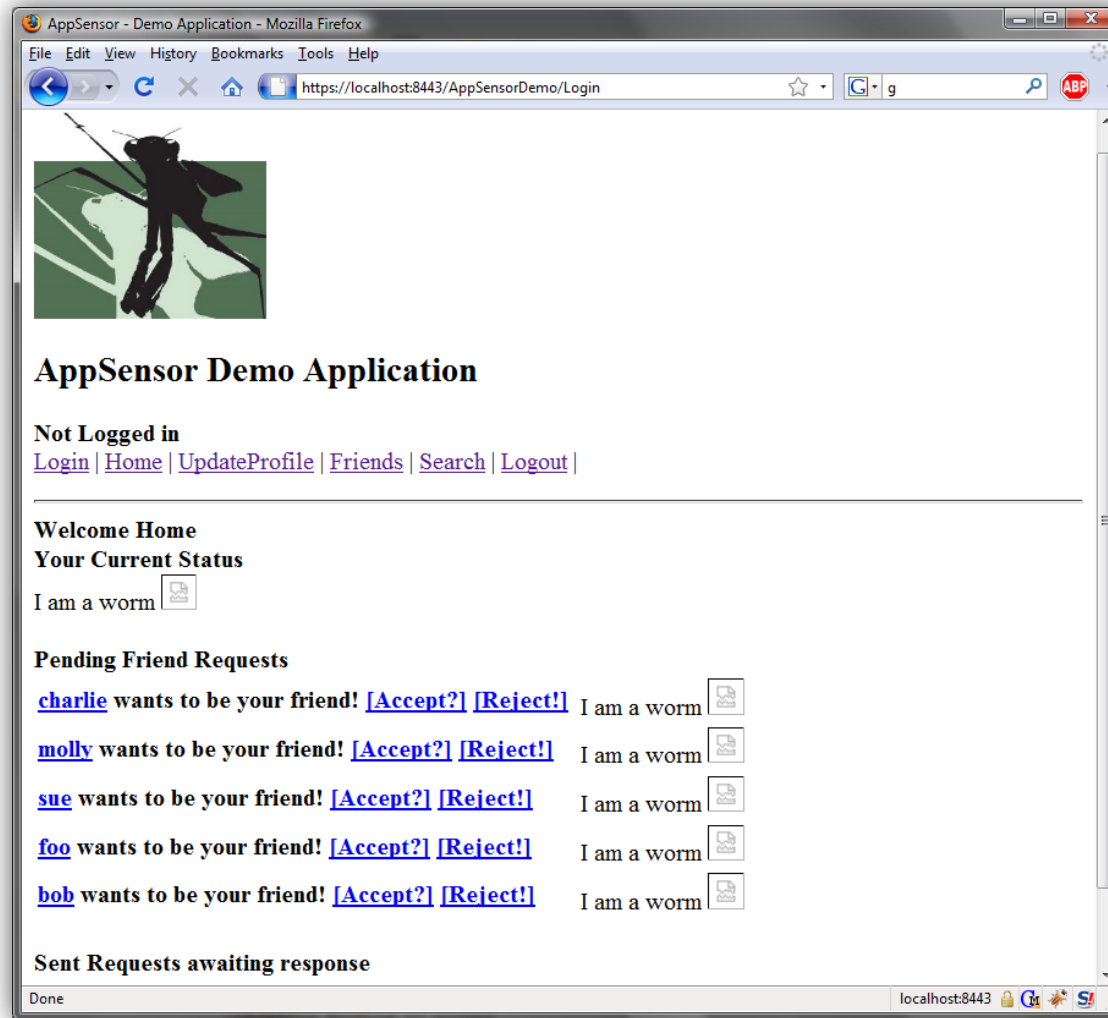 AppSensor - Demo Application - Mozilla Firefox
File Edit View History Bookmarks Tools Help
https://localhost:8443/AppSensorDemo/Login G g ABP
AppSensor Demo Application
Not Logged in
Login | Home | UpdateProfile | Friends | Search | Logout |
Welcome Home
Your Current Status
I am a worm
Pending Friend Requests
charlie wants to be your friend! [Accept?] [Reject!] I am a worm
molly wants to be your friend! [Accept?] [Reject!] I am a worm
sue wants to be your friend! [Accept?] [Reject!] I am a worm
foo wants to be your friend! [Accept?] [Reject!] I am a worm
bob wants to be your friend! [Accept?] [Reject!] I am a worm
Sent Requests awaiting response
Done localhost:8443 S!